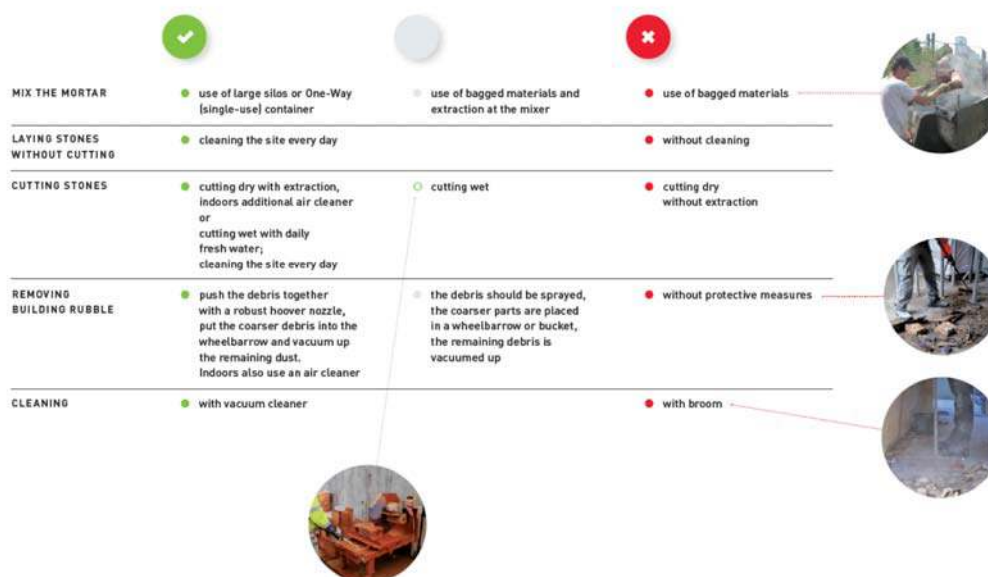 MIX THE MORTAR
use of large silos or One-Way
(single-use) container
use of bagged materials and
extraction at the mixer
use of bagged materials
LAYING STONES
WITHOUT CUTTING
cleaning the site every day
without cleaning
CUTTING STONES
cutting dry with extraction,
indoors additional air cleaner
or
cutting wet with daily
fresh water;
cleaning the site every day
cutting wet
cutting dry
without extraction
REMOVING
BUILDING RUBBLE
push the debris together
with a robust hoover nozzle,
put the coarser debris into the
wheelbarrow and vacuum up
the remaining dust.
Indoors also use an air cleaner
the debris should be sprayed,
the coarser parts are placed
in a wheelbarrow or bucket,
the remaining debris is
vacuumed up
without protective measures
CLEANING
with vacuum cleaner
with broom